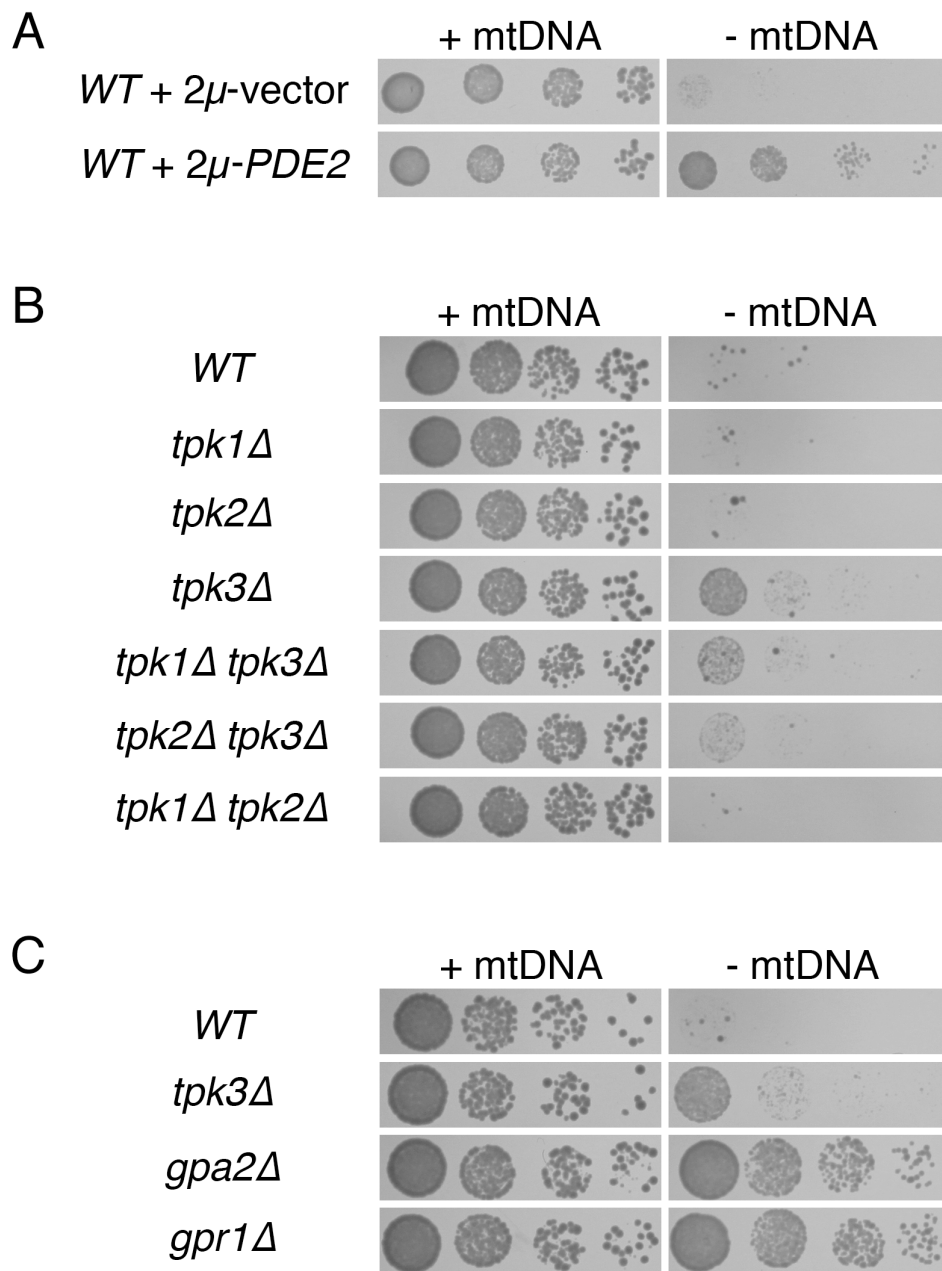 A
+ mtDNA - mtDNA
WT + 2µ-vector
WT + 2µ-PDE2
B
+ mtDNA - mtDNA
WT
tpk1Δ
tpk2Δ
tpk3Δ
tpk1Δ tpk3Δ
tpk2Δ tpk3Δ
tpk1Δ tpk2Δ
C
+ mtDNA - mtDNA
WT
tpk3Δ
gpa2Δ
gpr1Δ